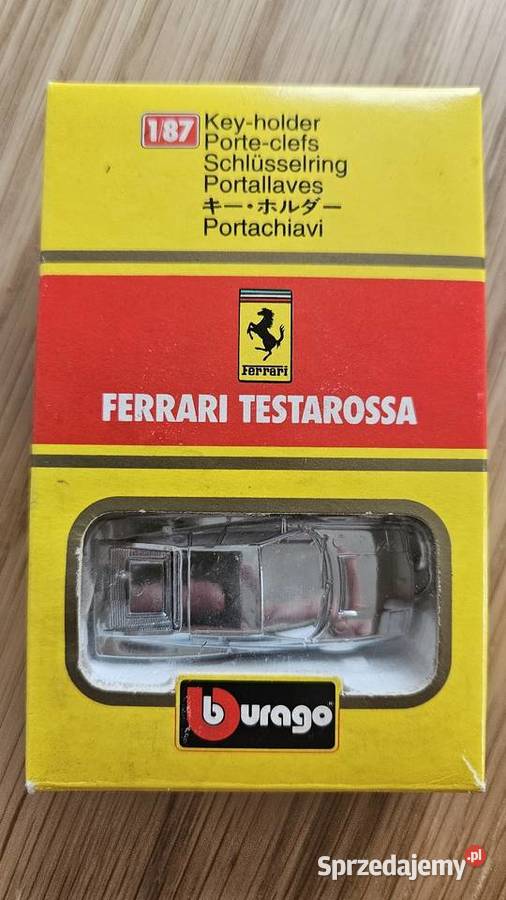 1/87
Key-holder
Porte-clefs
Schlüsselring
Portallaves
キー・ホルダー
Portachiavi
Ferrari
FERRARI TESTAROSSA
burago
Sprzedajemy.pl